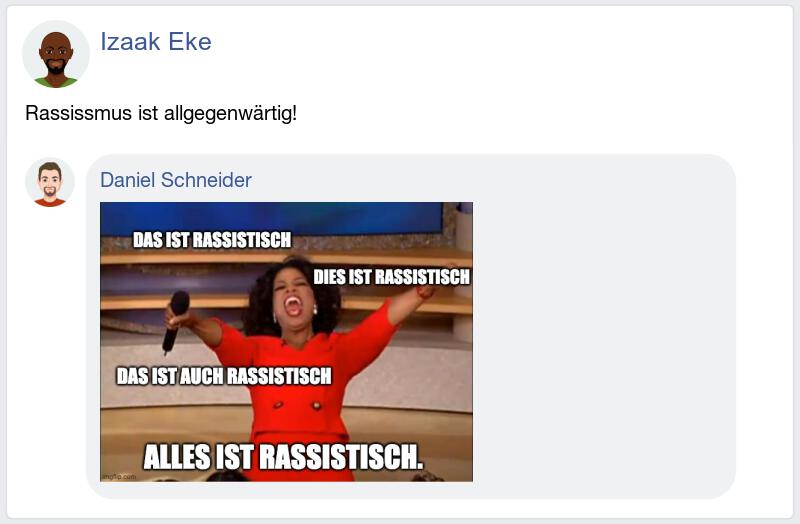 Izaak Eke
Rassissmus ist allgegenwärtig!
Daniel Schneider
DAS IST RASSISTISCH
DIES IST RASSISTISCH
DAS IST AUCH RASSISTISCH
ALLES IST RASSISTISCH.
imgflip.com